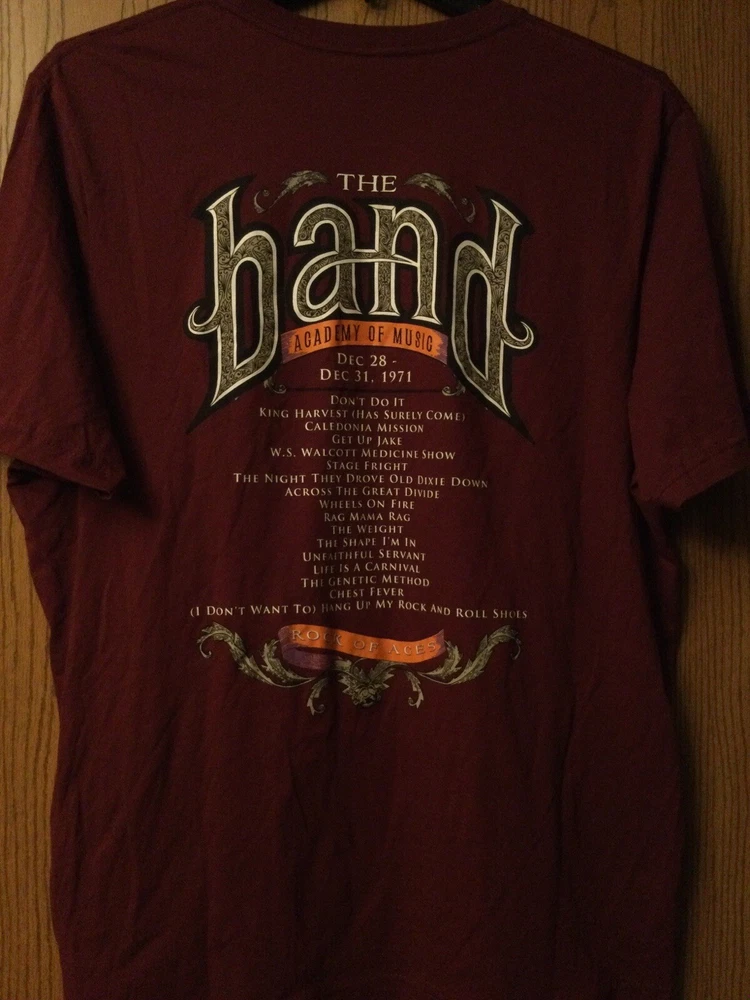 THE
band
ACADEMY OF MUSIC
DEC 28 -
DEC 31, 1971
DON'T DO IT
KING HARVEST (HAS SURELY COME)
CALEDONIA MISSION
GET UP JAKE
W.S. WALCOTT MEDICINE SHOW
STAGE FRIGHT
THE NIGHT THEY DROVE OLD DIXIE DOWN
ACROSS THE GREAT DIVIDE
WHEELS ON FIRE
RAG MAMA RAG
THE WEIGHT
THE SHAPE I'M IN
UNFAITHFUL SERVANT
LIFE IS A CARNIVAL
THE GENETIC METHOD
CHEST FEVER
(I DON'T WANT TO) HANG UP MY ROCK AND ROLL SHOES
ROCK OF AGES